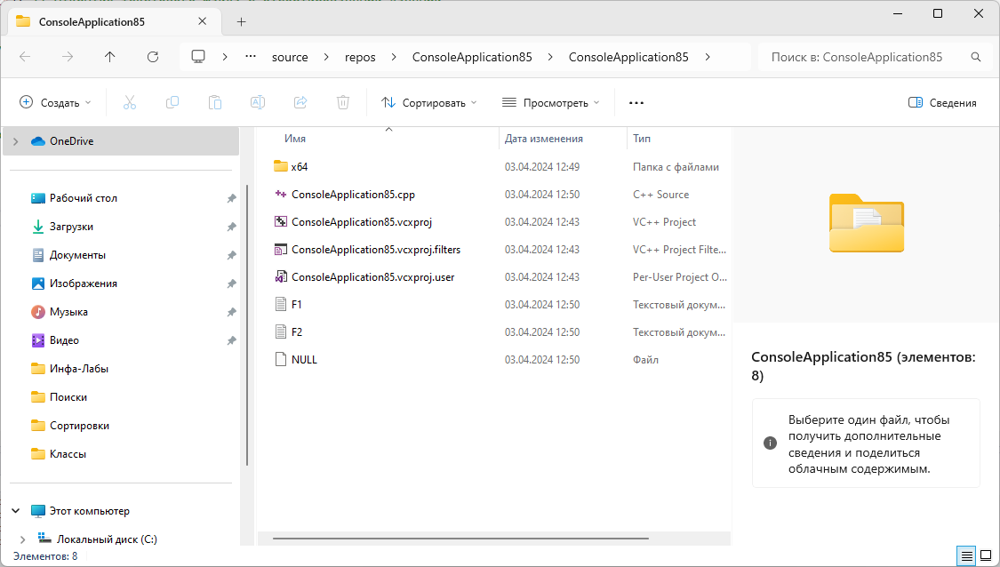 ConsoleApplication85
source
repos
ConsoleApplication85
ConsoleApplication85
Поиск в: ConsoleApplication85
Создать
Сортировать
Просмотреть
Сведения
OneDrive
Рабочий стол
Загрузки
Документы
Изображения
Музыка
Видео
Инфа-Лабы
Поиски
Сортировки
Классы
Этот компьютер
Локальный диск (C:)
Имя Дата изменения Тип
x64 03.04.2024 12:49 Папка с файлами
ConsoleApplication85.cpp 03.04.2024 12:50 C++ Source
ConsoleApplication85.vcxproj 03.04.2024 12:43 VC++ Project
ConsoleApplication85.vcxproj.filters 03.04.2024 12:43 VC++ Project Filte...
ConsoleApplication85.vcxproj.user 03.04.2024 12:43 Per-User Project O...
F1 03.04.2024 12:50 Текстовый докум...
F2 03.04.2024 12:50 Текстовый докум...
NULL 03.04.2024 12:50 Файл
ConsoleApplication85 (элементов:
8)
Выберите один файл, чтобы
получить дополнительные
сведения и поделиться
облачным содержимым.
Элементов: 8